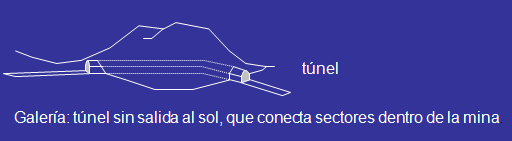 túnel
Galería: túnel sin salida al sol, que conecta sectores dentro de la mina